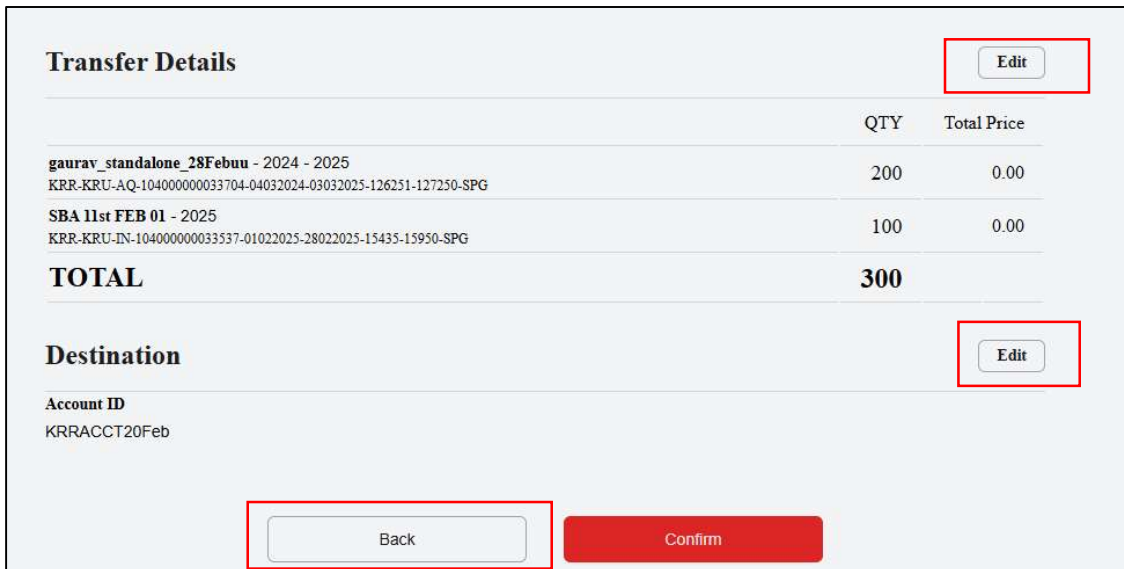 Transfer Details
Edit
QTY Total Price
gaurav_standalone_28Febuu - 2024 - 2025
KRR-KRU-AQ-104000000033704-04032024-03032025-126251-127250-SPG
200 0.00
SBA 11st FEB 01 - 2025
KRR-KRU-IN-104000000033537-01022025-28022025-15435-15950-SPG
100 0.00
TOTAL 300
Destination
Edit
Account ID
KRRACCT20Feb
Back Confirm